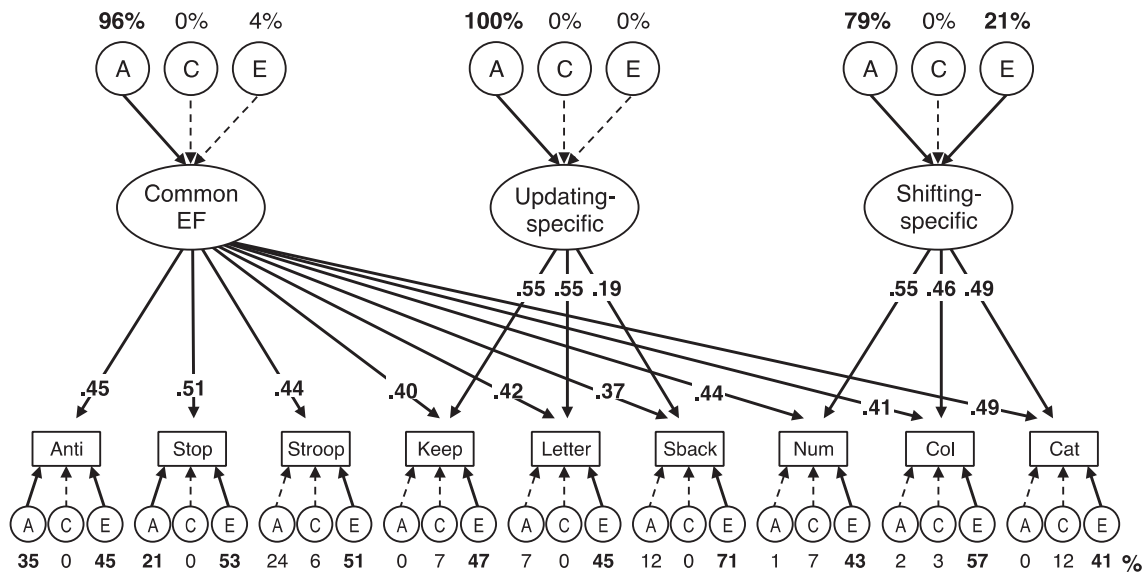 96% 0% 4% 100% 0% 0% 79% 0% 21%
A C E A C E A C E
Common
EF
Updating-
specific
Shifting-
specific
.55 .55 .19 .55 .46 .49
.45 .51 .44 .40 .42 .37 .44 .41 .49
Anti Stop Stroop Keep Letter Sback Num Col Cat
A C E A C E A C E A C E A C E A C E A C E A C E A C E
35 0 45 21 0 53 24 6 51 0 7 47 7 0 45 12 0 71 1 7 43 2 3 57 0 12 41 %